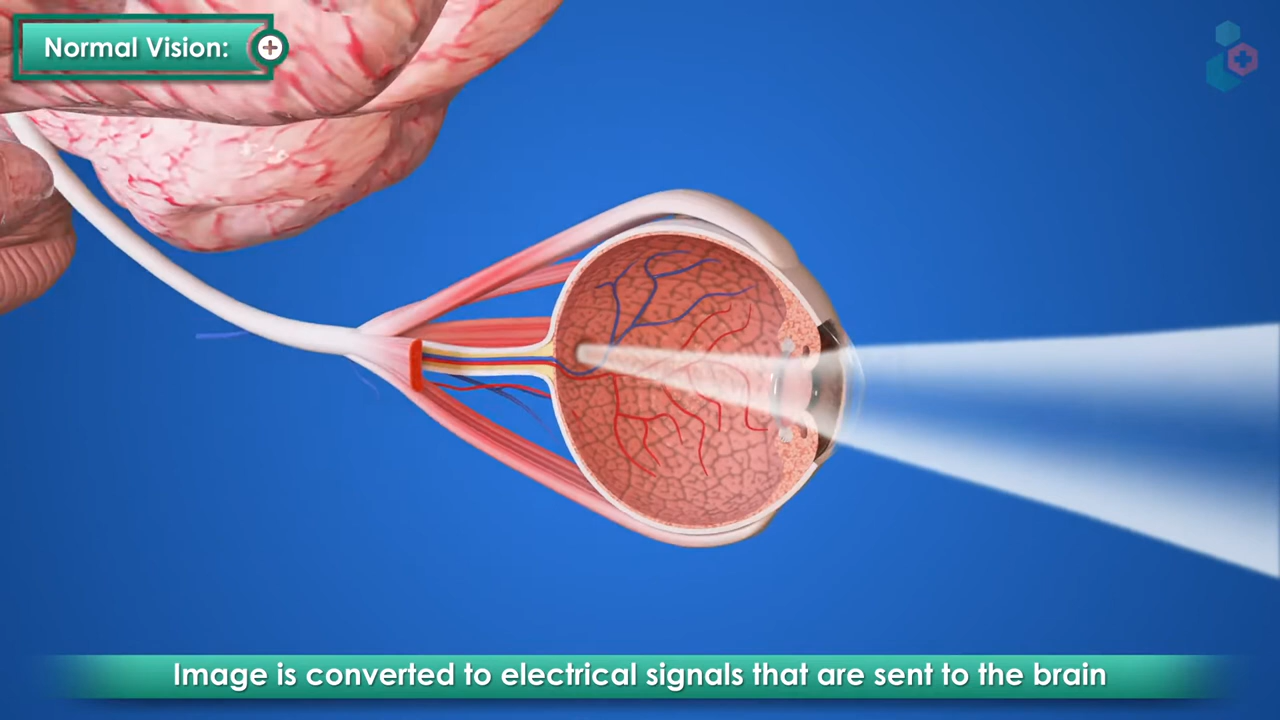 Normal Vision:
Image is converted to electrical signals that are sent to the brain